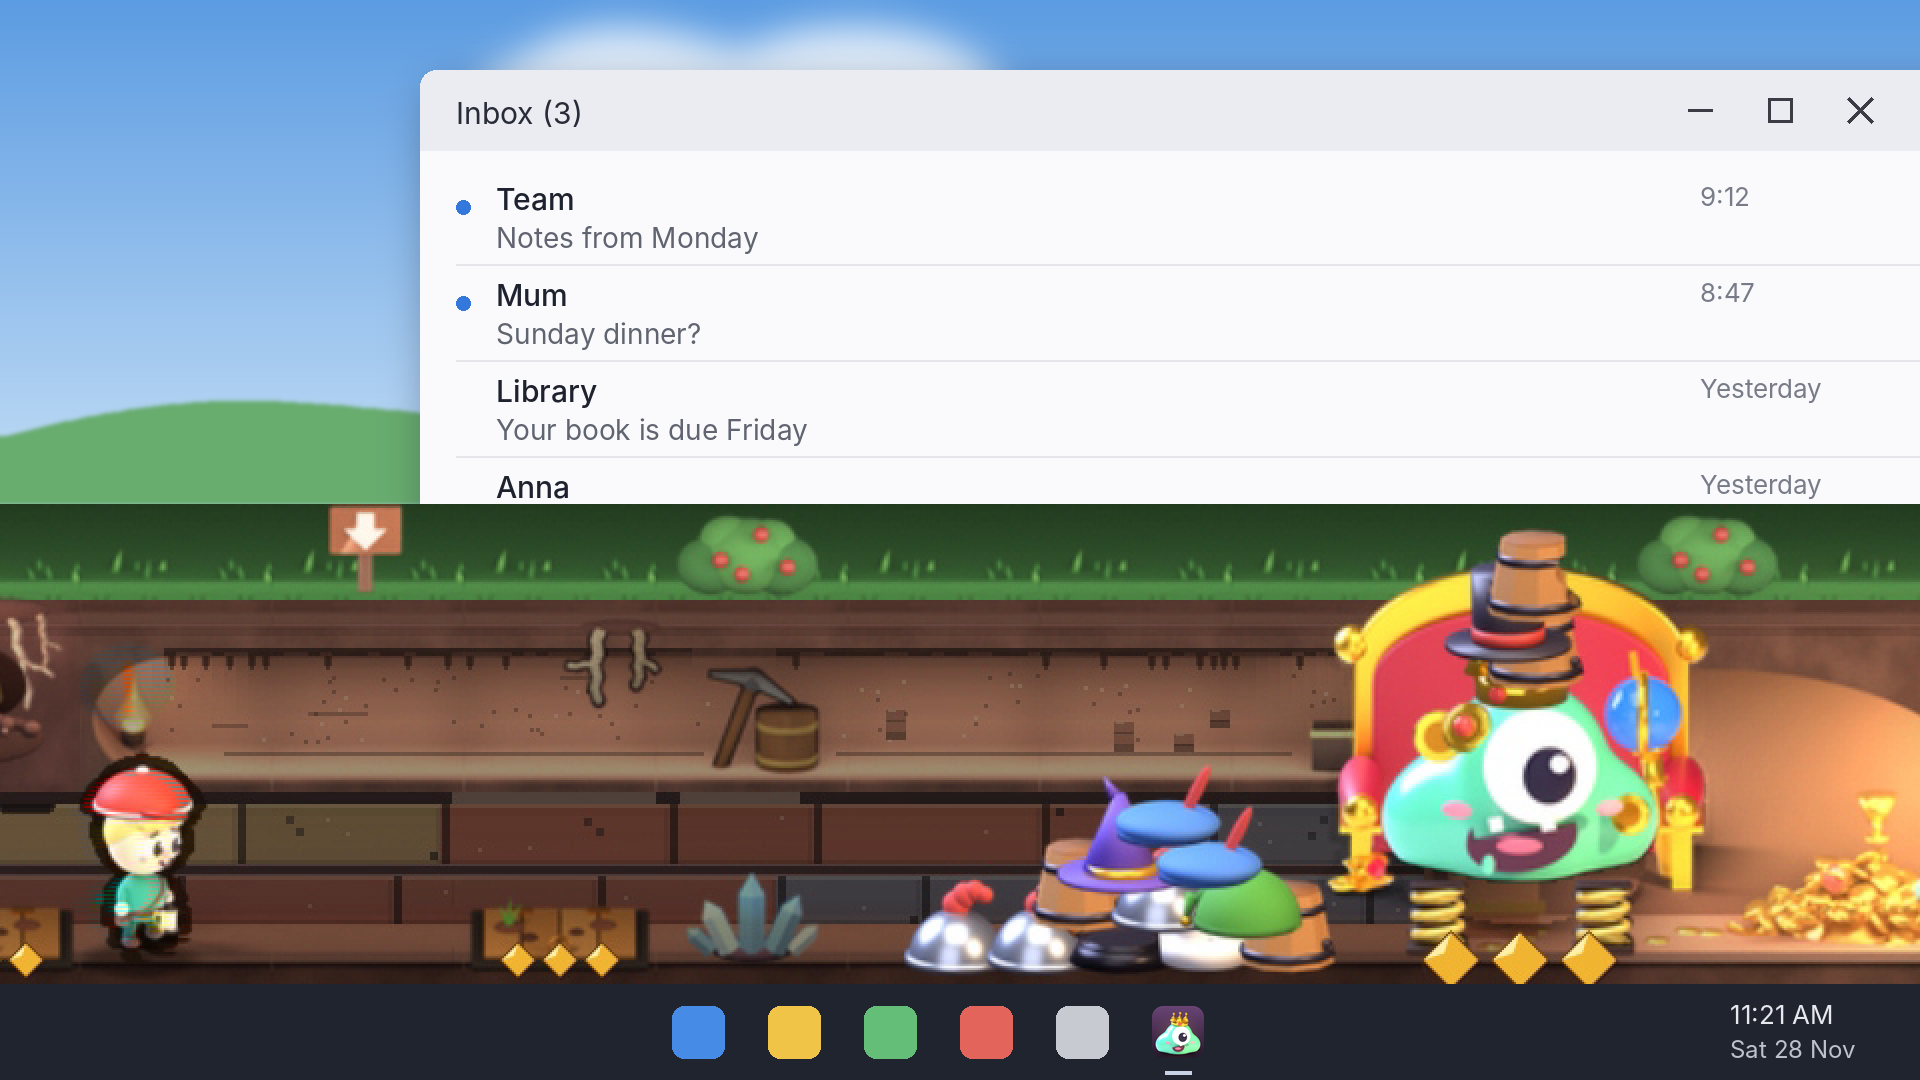 Inbox (3)
Team
9:12
Notes from Monday
Mum
8:47
Sunday dinner?
Library
Yesterday
Your book is due Friday
Anna
Yesterday
11:21 AM
Sat 28 Nov